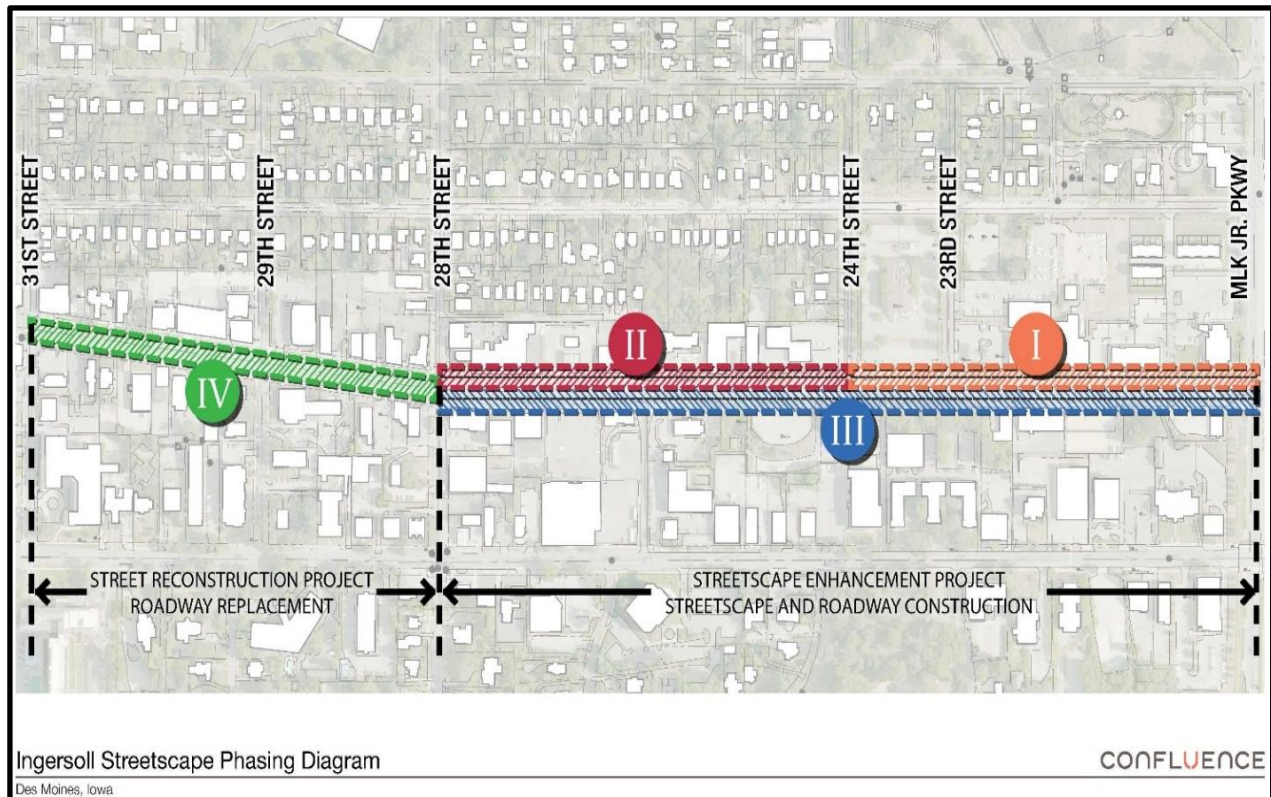 31ST STREET
29TH STREET
28TH STREET
24TH STREET
23RD STREET
MLK JR. PKWY
II
I
IV
III
STREET RECONSTRUCTION PROJECT
ROADWAY REPLACEMENT
STREETSCAPE ENHANCEMENT PROJECT
STREETSCAPE AND ROADWAY CONSTRUCTION
Ingersoll Streetscape Phasing Diagram
CONFLUENCE
Des Moines, Iowa